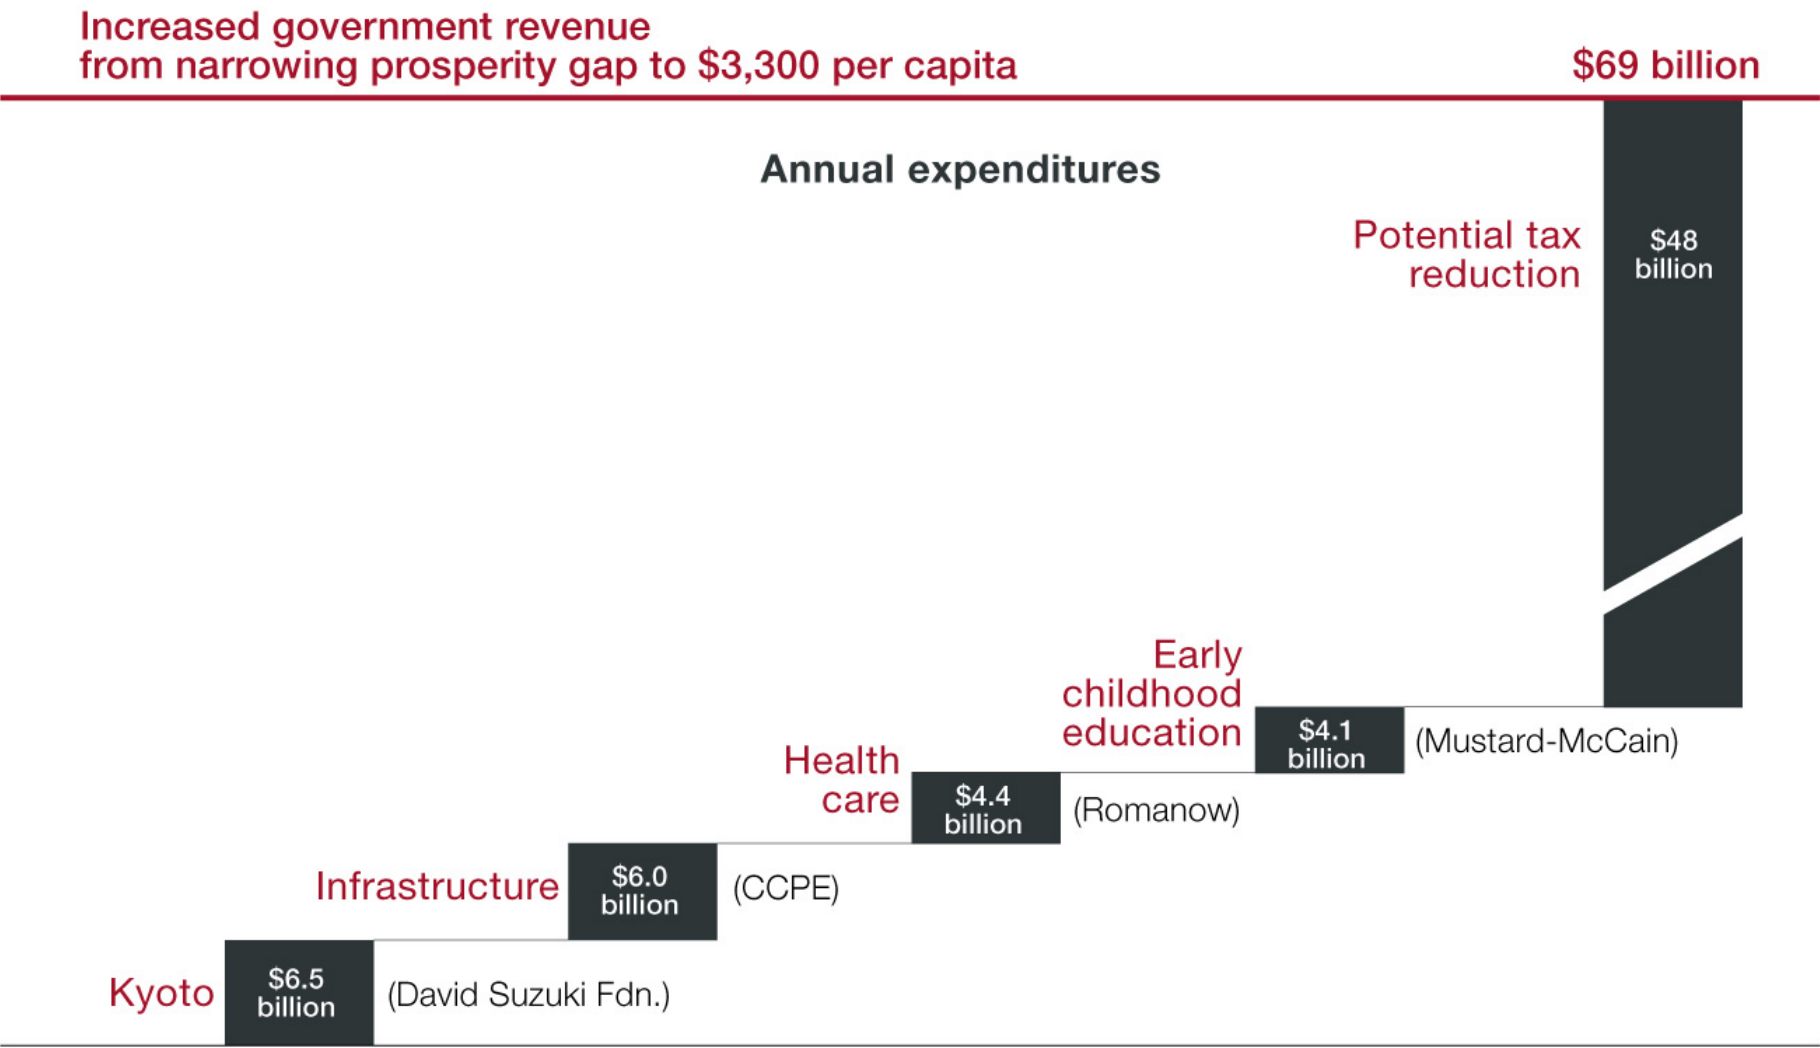 Increased government revenue
from narrowing prosperity gap to $3,300 per capita
$69 billion
Annual expenditures
Potential tax
reduction
$48
billion
Early
childhood
education
$4.1
billion
(Mustard-McCain)
Health
care
$4.4
billion
(Romanow)
Infrastructure
$6.0
billion
(CCPE)
Kyoto
$6.5
billion
(David Suzuki Fdn.)